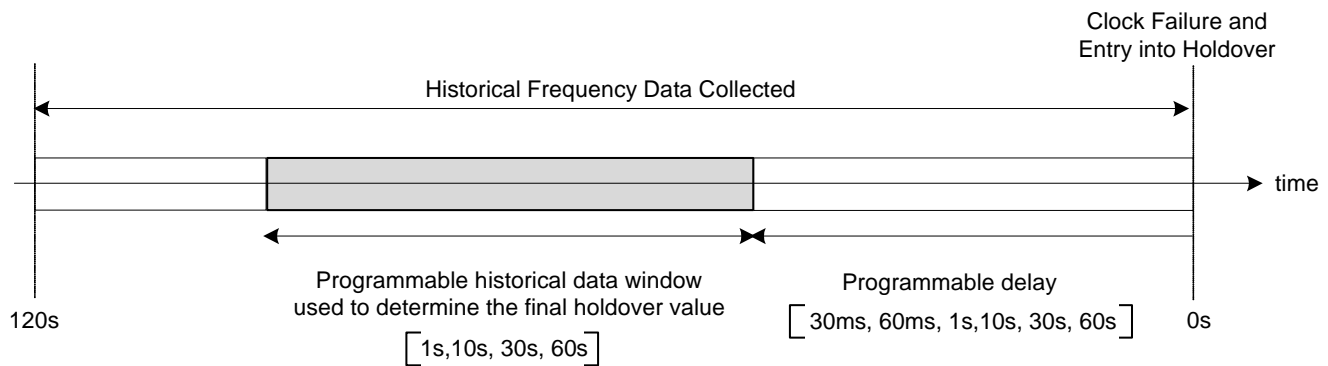 Clock Failure and
Entry into Holdover
Historical Frequency Data Collected
time
Programmable historical data window
used to determine the final holdover value
[1s,10s, 30s, 60s]
Programmable delay
[30ms, 60ms, 1s,10s, 30s, 60s]
120s
0s